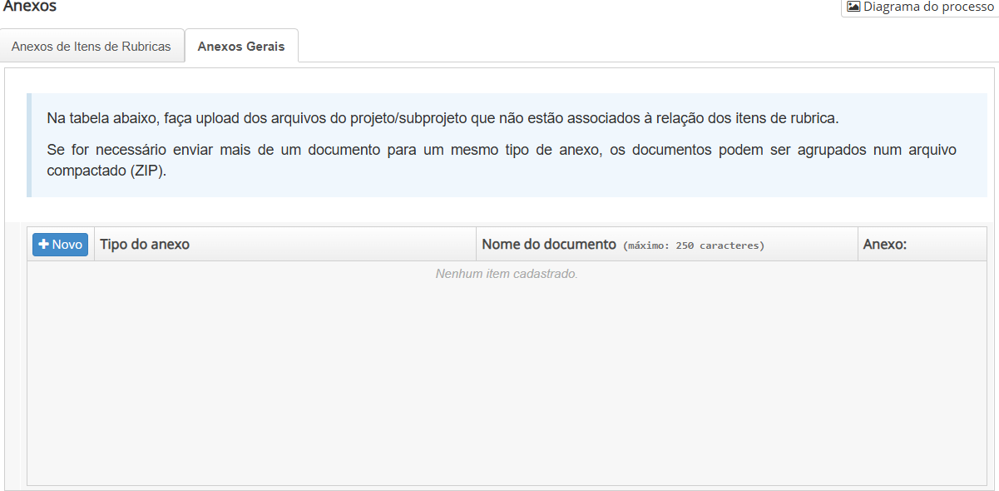 Anexos
Diagrama do processo
Anexos de Itens de Rubricas
Anexos Gerais
Na tabela abaixo, faça upload dos arquivos do projeto/subprojeto que não estão associados à relação dos itens de rubrica.
Se for necessário enviar mais de um documento para um mesmo tipo de anexo, os documentos podem ser agrupados num arquivo
compactado (ZIP).
Novo
Tipo do anexo
Nome do documento (máximo: 250 caracteres)
Anexo:
Nenhum item cadastrado.